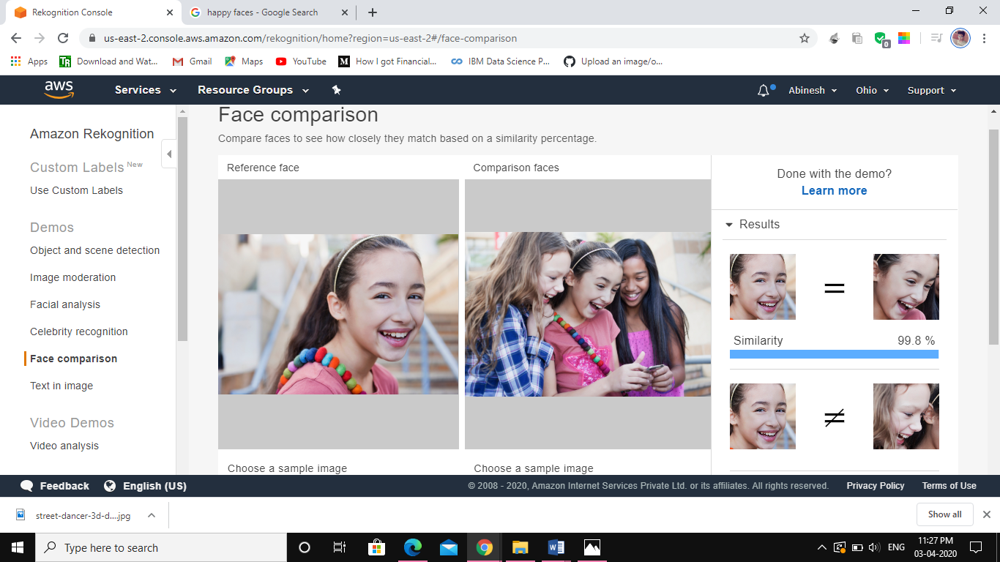 Rekognition Console
happy faces - Google Search
us-east-2.console.aws.amazon.com/rekognition/home?region=us-east-2#/face-comparison
0
Apps
TR
Download and Wat...
Gmail
Maps
YouTube
M
How I got Financial...
IBM Data Science P...
Upload an image/o...
aws
Services
Resource Groups
Abinesh
Ohio
Support
Amazon Rekognition
Custom Labels New
Use Custom Labels
Demos
Object and scene detection
Image moderation
Facial analysis
Celebrity recognition
Face comparison
Text in image
Video Demos
Video analysis
Face comparison
Compare faces to see how closely they match based on a similarity percentage.
Reference face
Comparison faces
Choose a sample image
Choose a sample image
Done with the demo?
Learn more
Results
=
Similarity 99.8 %
≠
Feedback
English (US)
© 2008 - 2020, Amazon Internet Services Private Ltd. or its affiliates. All rights reserved.
Privacy Policy
Terms of Use
street-dancer-3d-d....jpg
Show all
Type here to search
ENG
11:27 PM
03-04-2020